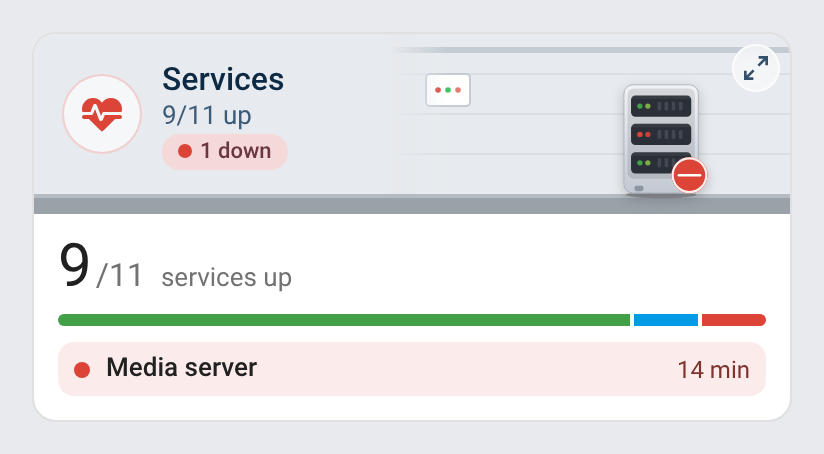 Services
9/11 up
1 down
9/11 services up
Media server 14 min